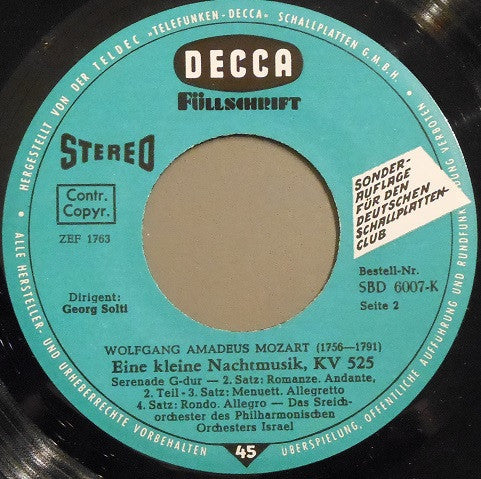 HERGESTELLT VON DER TELDEC »TELEFUNKEN-DECCA« SCHALLPLATTEN G.M.B.H.
DECCA
FÜLLSCHRIFT
STEREO
Contr.
Copyr.
ZEF 1763
SONDER-
AUFLAGE
FÜR DEN
DEUTSCHEN
SCHALLPLATTEN-
CLUB
Bestell-Nr.
SBD 6007-K
Seite 2
Dirigent:
Georg Solti
WOLFGANG AMADEUS MOZART (1756—1791)
Eine kleine Nachtmusik, KV 525
Serenade G-dur — 2. Satz: Romanze. Andante,
2. Teil - 3. Satz: Menuett. Allegretto
4. Satz: Rondo. Allegro — Das Sreich-
orchester des Philharmonischen
Orchesters Israel
ALLE HERSTELLER- UND URHEBERRECHTE VORBEHALTEN
45
ÜBERSPIELUNG, ÖFFENTLICHE AUFFÜHRUNG UND RUNDFUNK DUNG VERBOTEN